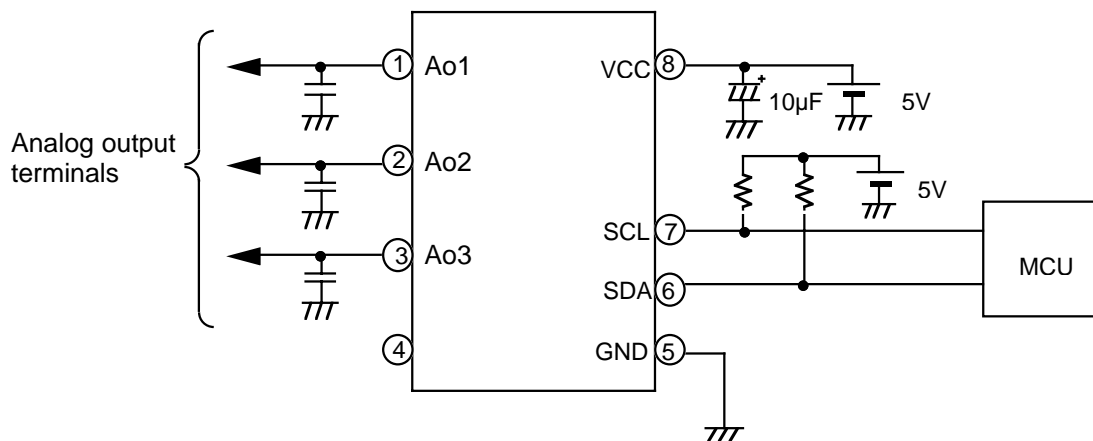 Analog output
terminals
1 Ao1
2 Ao2
3 Ao3
4
VCC 8
+
10µF
5V
5V
SCL 7
SDA 6
GND 5
MCU